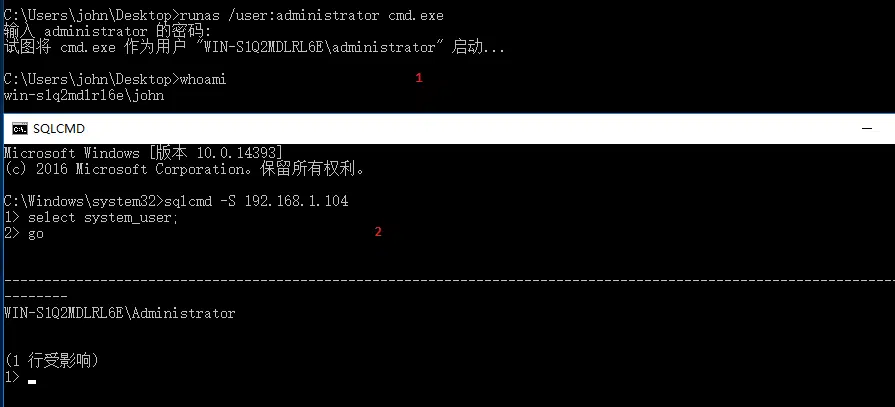 C:\Users\john\Desktop>runas /user:administrator cmd.exe
输入 administrator 的密码:
试图将 cmd.exe 作为用户 "WIN-S1Q2MDLRL6E\administrator" 启动...
C:\Users\john\Desktop>whoami
1
win-s1q2mdlrl6e\john
SQLCMD
Microsoft Windows [版本 10.0.14393]
(c) 2016 Microsoft Corporation。保留所有权利。
C:\Windows\system32>sqlcmd -S 192.168.1.104
1> select system_user;
2> go
2
--------------------------------------------------------------------------------------------------------------------------------
--------
WIN-S1Q2MDLRL6E\Administrator
(1 行受影响)
1>